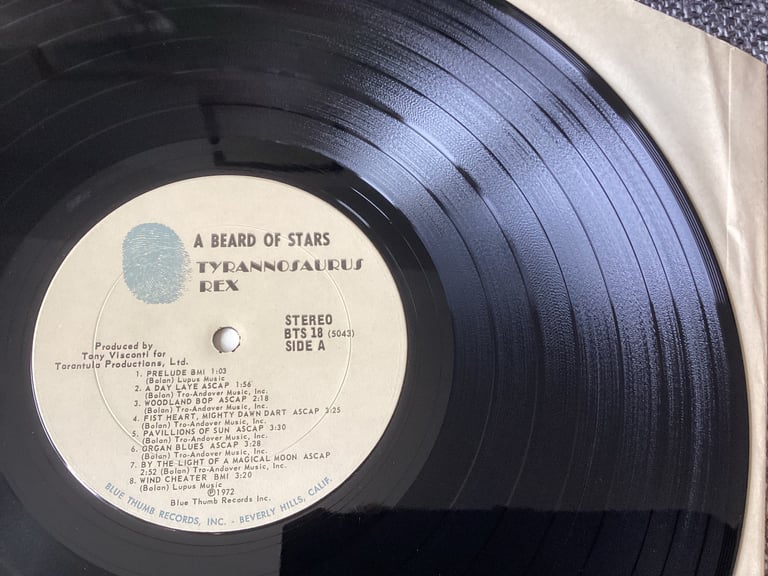 A BEARD OF STARS
TYRANNOSAURUS
REX
STEREO
BTS 18 (5043)
SIDE A
Produced by
Tony Visconti for
Tarantula Productions, Ltd.
1. PRELUDE BMI 1:03
(Bolan) Lupus Music
2. A DAY LAYE ASCAP 1:56
(Bolan) Tro-Andover Music, Inc.
3. WOODLAND BOP ASCAP 2:18
(Bolan) Tro-Andover Music, Inc.
4. FIST HEART, MIGHTY DAWN DART ASCAP 3:25
(Bolan) Tro-Andover Music, Inc.
5. PAVILLIONS OF SUN ASCAP 3:30
(Bolan) Tro-Andover Music, Inc.
6. ORGAN BLUES ASCAP 3:28
(Bolan) Tro-Andover Music, Inc.
7. BY THE LIGHT OF A MAGICAL MOON ASCAP
2:52 (Bolan) Tro-Andover Music, Inc.
8. WIND CHEATER BMI 3:20
(Bolan) Lupus Music
℗1972
Blue Thumb Records Inc.
BLUE THUMB RECORDS, INC. - BEVERLY HILLS, CALIF.